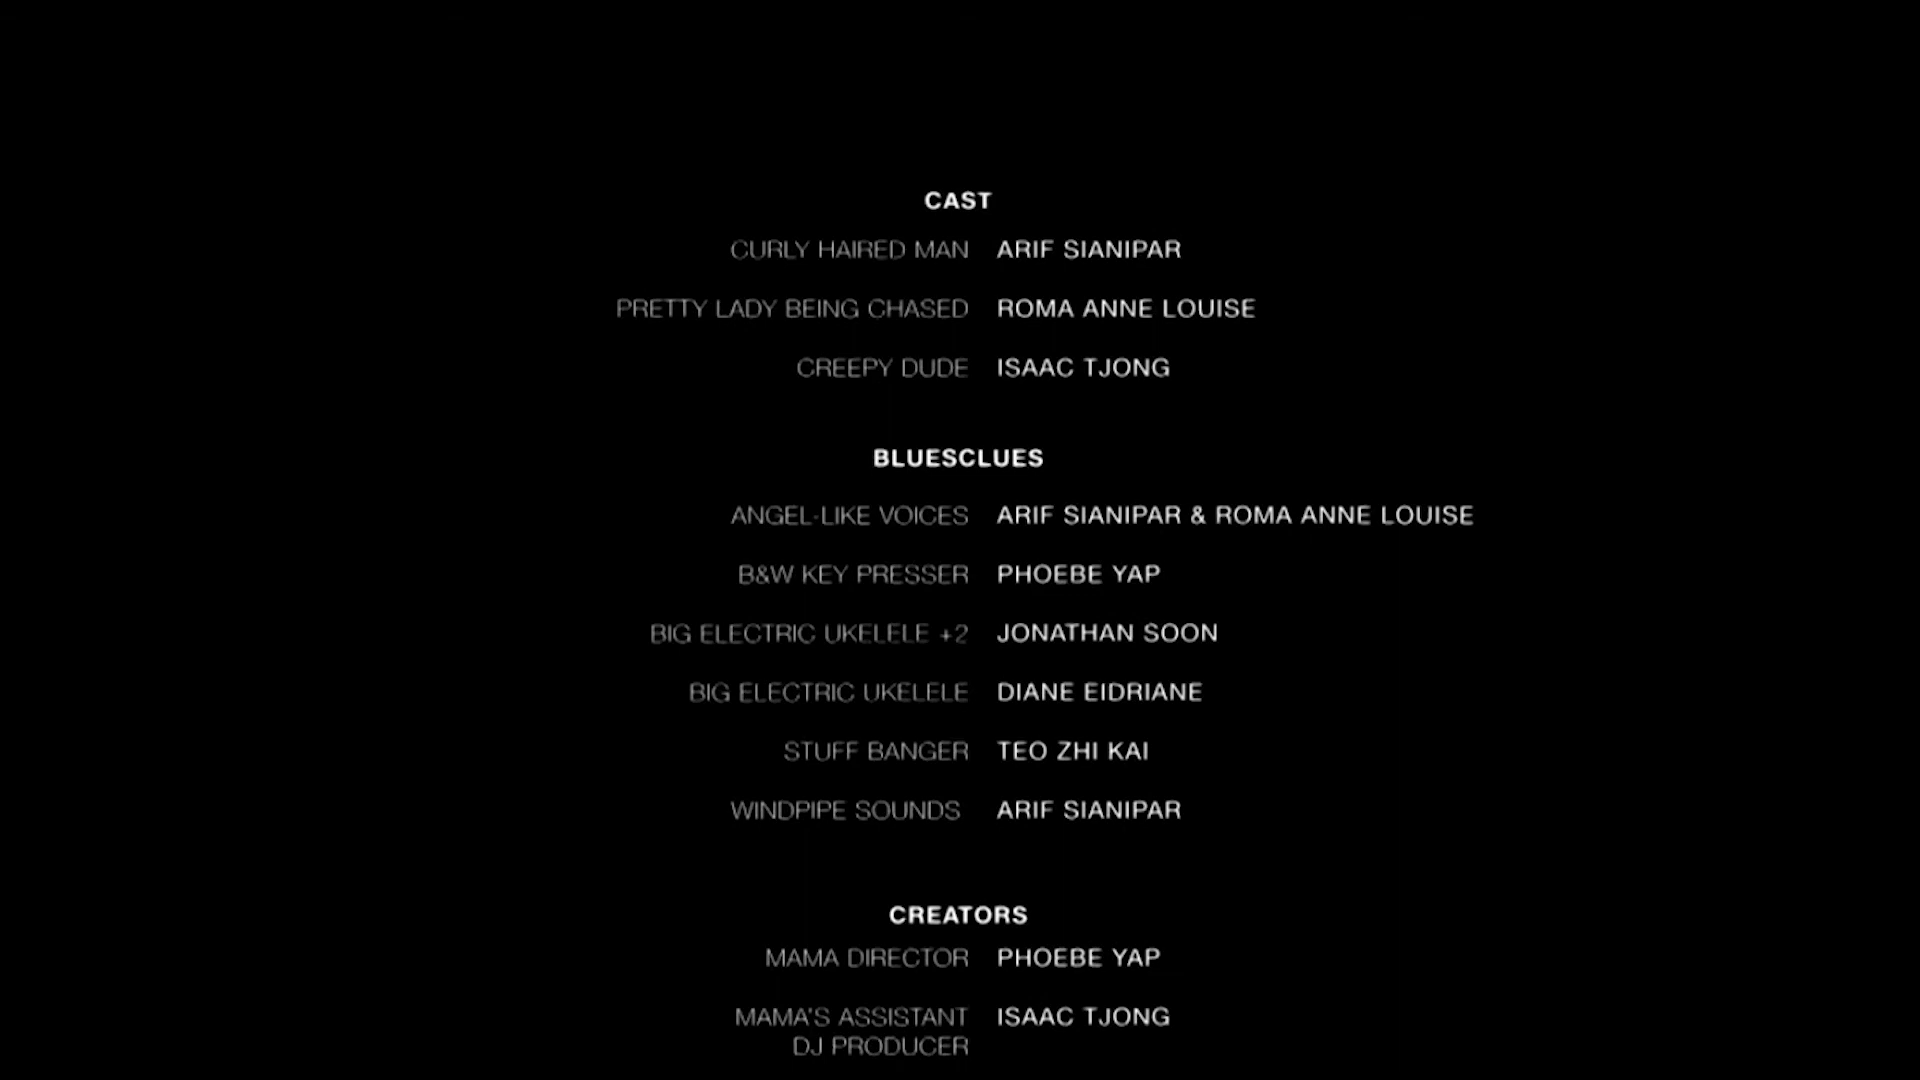 CAST
CURLY HAIRED MAN ARIF SIANIPAR
PRETTY LADY BEING CHASED ROMA ANNE LOUISE
CREEPY DUDE ISAAC TJONG
BLUESCLUES
ANGEL-LIKE VOICES ARIF SIANIPAR & ROMA ANNE LOUISE
B&W KEY PRESSER PHOEBE YAP
BIG ELECTRIC UKELELE +2 JONATHAN SOON
BIG ELECTRIC UKELELE DIANE EIDRIANE
STUFF BANGER TEO ZHI KAI
WINDPIPE SOUNDS ARIF SIANIPAR
CREATORS
MAMA DIRECTOR PHOEBE YAP
MAMA'S ASSISTANT ISAAC TJONG
DJ PRODUCER